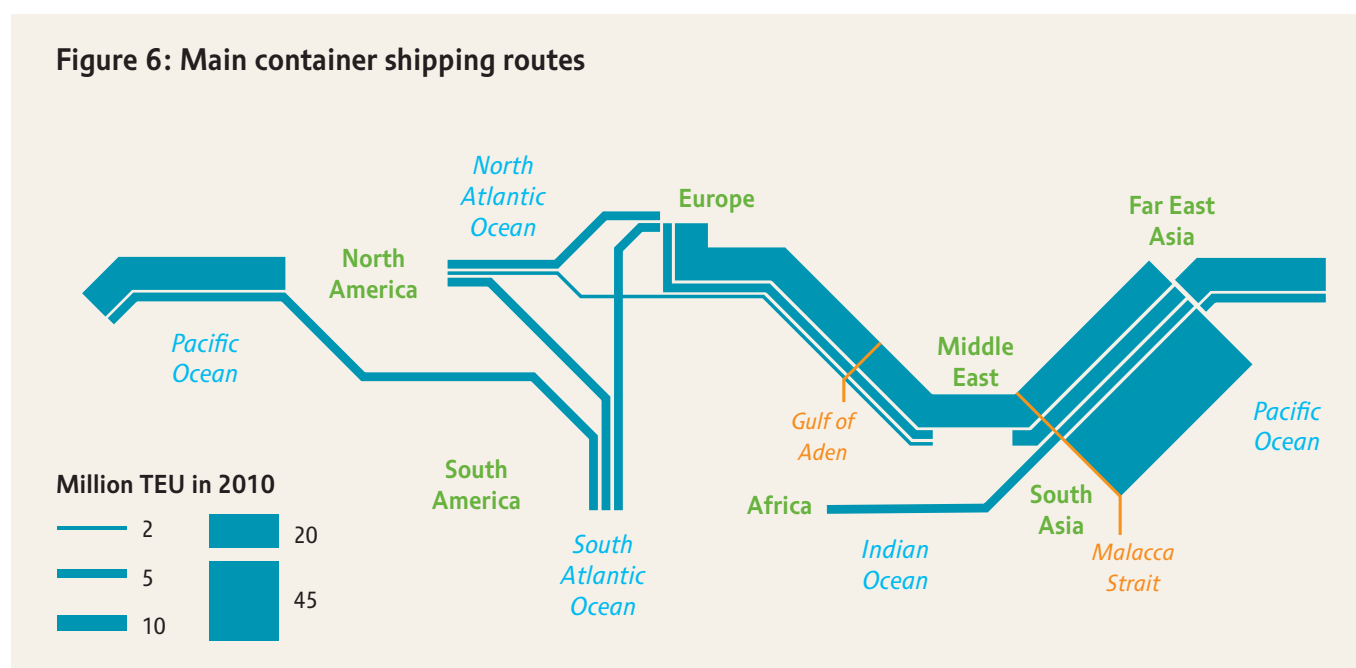 Figure 6: Main container shipping routes
North
Atlantic
Ocean
Europe
Far East
Asia
North
America
Pacific
Ocean
Middle
East
Gulf of
Aden
Pacific
Ocean
South
America
Africa
South
Asia
South
Atlantic
Ocean
Indian
Ocean
Malacca
Strait
Million TEU in 2010
2
20
5
45
10